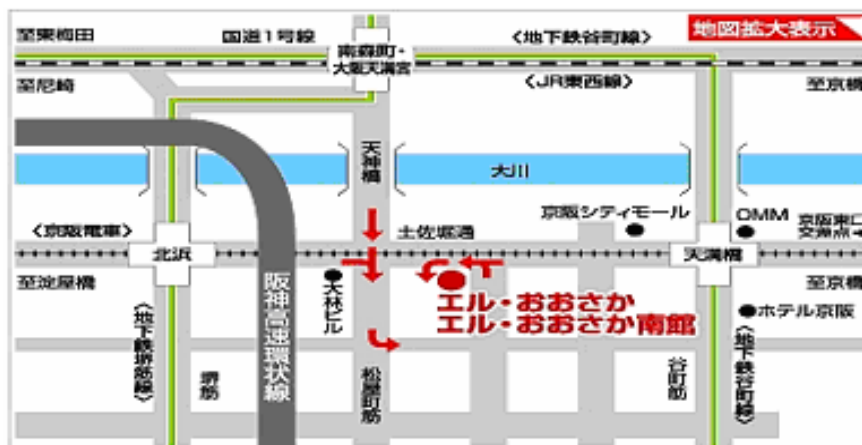 至東梅田
国道1号線
南森町・
大阪天満宮
〈地下鉄谷町線〉
地図拡大表示
至尼崎
〈JR東西線〉
至京橋
天神橋
大川
京阪シティモール
OMM
京阪東口
交差点→
〈京阪電車〉
北浜
土佐堀通
天満橋
至淀屋橋
大林ビル
エル・おおさか
エル・おおさか南館
至京橋
ホテル京阪
〈地下鉄堺筋線〉
堺筋
阪神高速環状線
松屋町筋
谷町筋
〈地下鉄谷町線〉